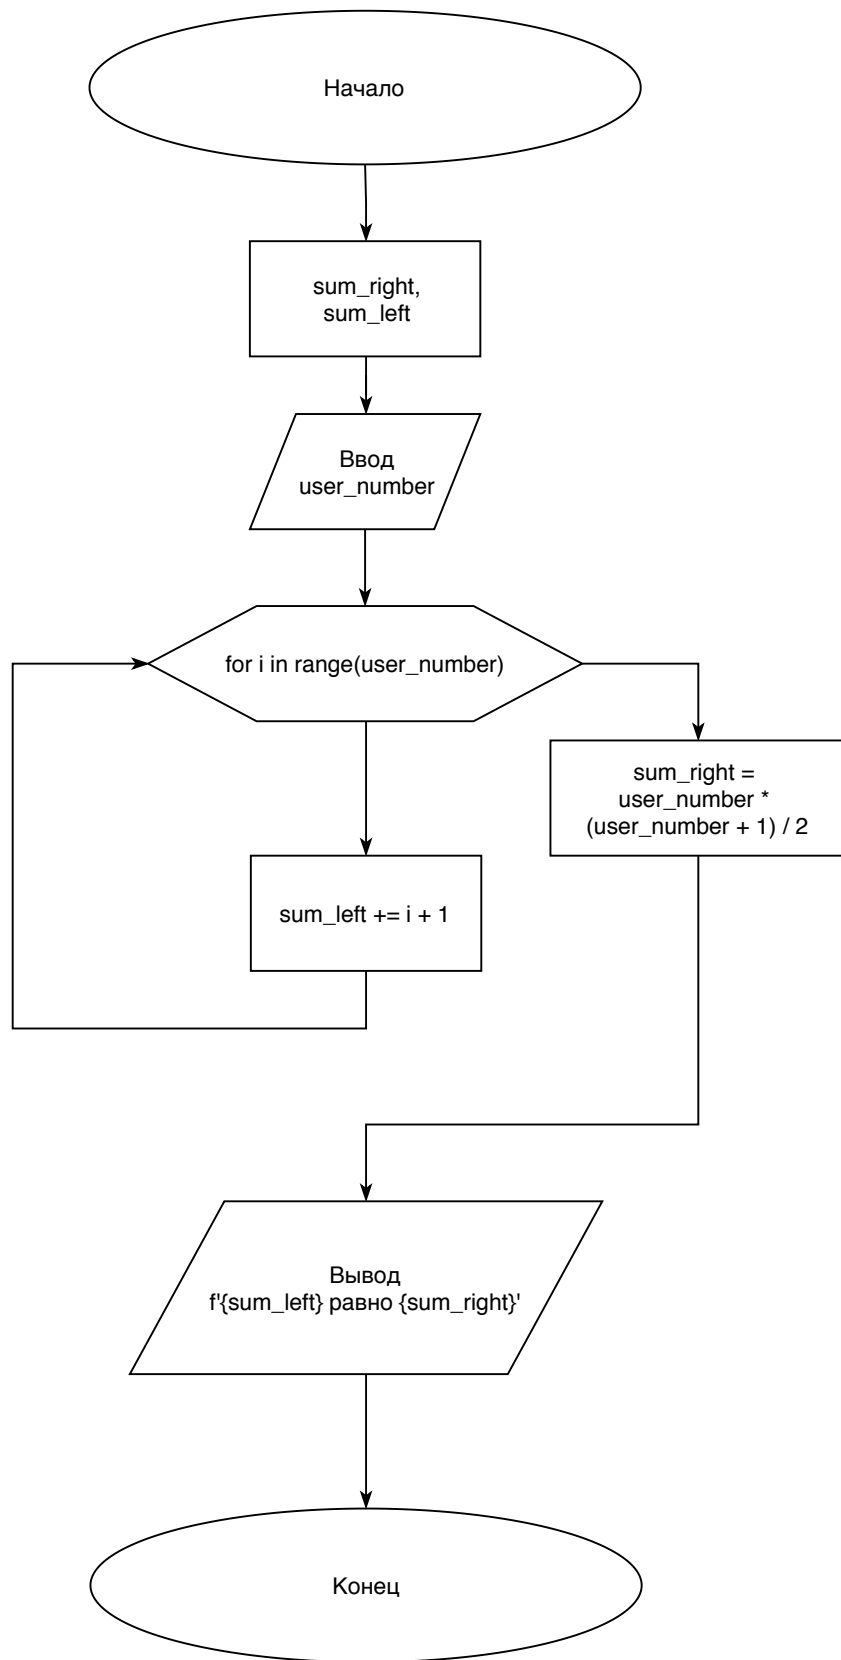 Начало
sum_right,
sum_left
Ввод
user_number
for i in range(user_number)
sum_right =
user_number *
(user_number + 1) / 2
sum_left += i + 1
Вывод
f'{sum_left} равно {sum_right}'
Конец